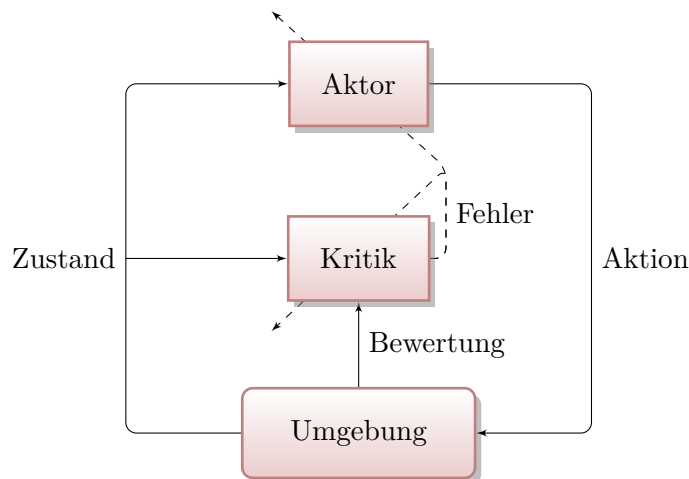 Aktor
Fehler
Zustand
Kritik
Aktion
Bewertung
Umgebung